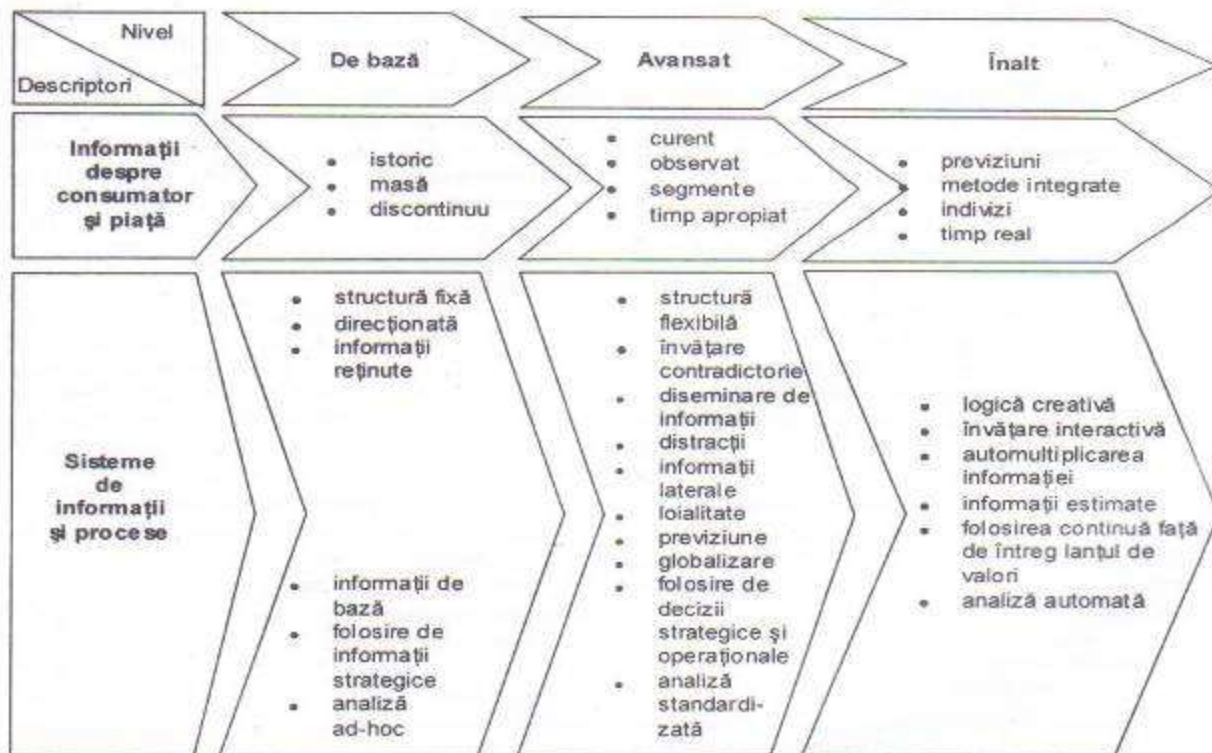 Nivel
Descriptori
De bază
Avansat
Înalt
Informații
despre
consumator
și piață
istoric
masă
discontinuu
curent
observat
segmente
timp apropiat
previziuni
metode integrate
indivizi
timp real
Sisteme
de
informații
și procese
structură fixă
direcționată
informații
reținute
informații de
bază
folosire de
informații
strategice
analiză
ad-hoc
structură
flexibilă
învățare
contradictorie
diseminare de
informații
distracții
informații
laterale
loialitate
previziune
globalizare
folosire de
decizii
strategice și
operaționale
analiză
standardi-
zată
logică creativă
învățare interactivă
automultiplicarea
informației
informații estimate
folosirea continuă față
de întreg lanțul de
valori
analiză automată